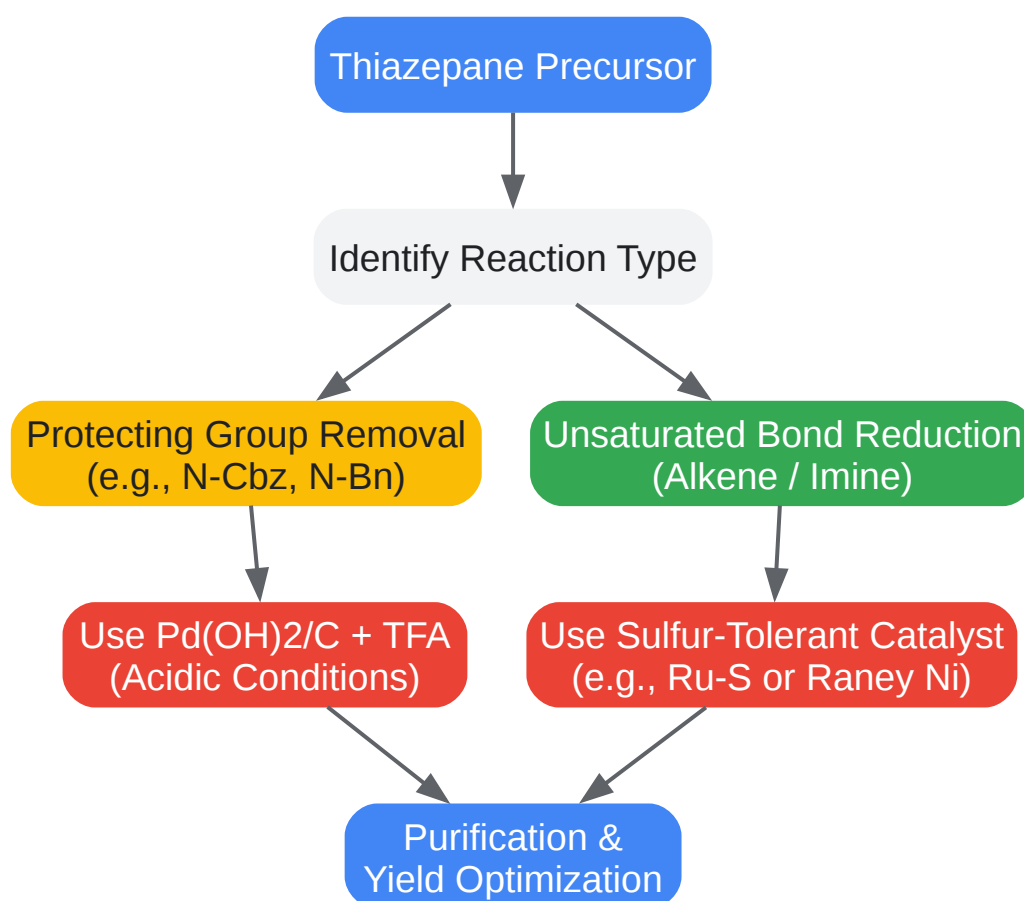 Thiazepane Precursor
Identify Reaction Type
Protecting Group Removal
(e.g., N-Cbz, N-Bn)
Unsaturated Bond Reduction
(Alkene / Imine)
Use Pd(OH)2/C + TFA
(Acidic Conditions)
Use Sulfur-Tolerant Catalyst
(e.g., Ru-S or Raney Ni)
Purification &
Yield Optimization